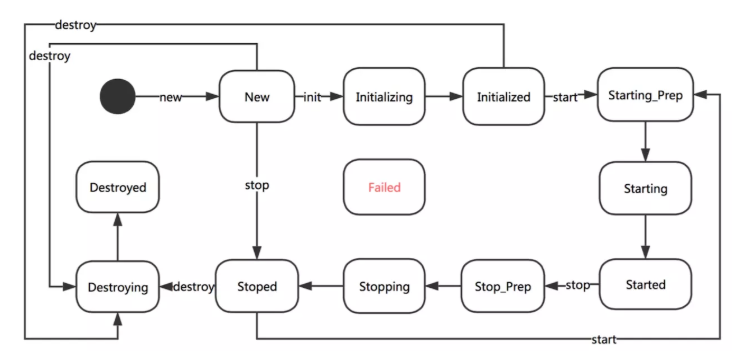 destroy
destroy
new
New
init
Initializing
Initialized
start
Starting_Prep
Destroyed
stop
Failed
Starting
Destroying
destroy
Stoped
Stopping
Stop_Prep
stop
Started
start